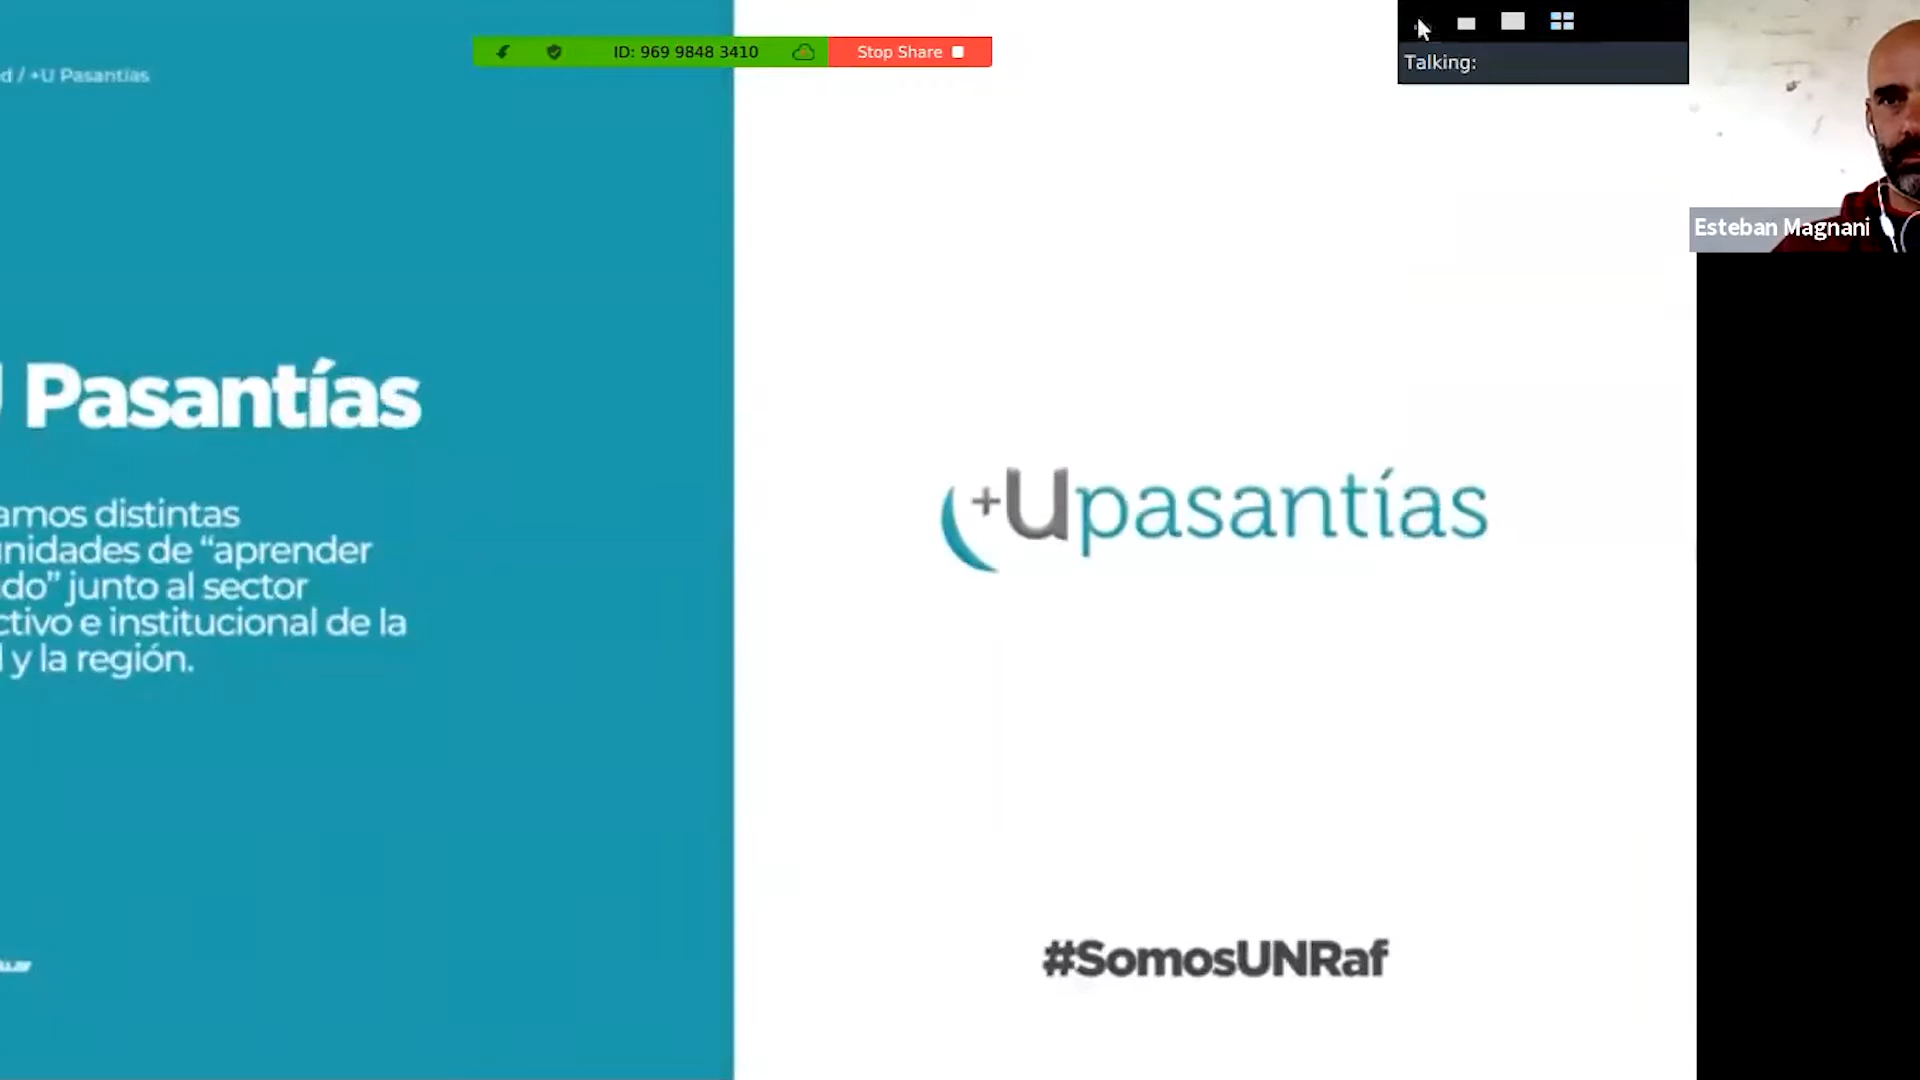 d / +U Pasantías
ID: 969 9848 3410
Stop Share
Talking:
Esteban Magnani
Pasantías
amos distintas
unidades de “aprender
do” junto al sector
ctivo e institucional de la
y la región.
+Upasantías
#SomosUNRaf